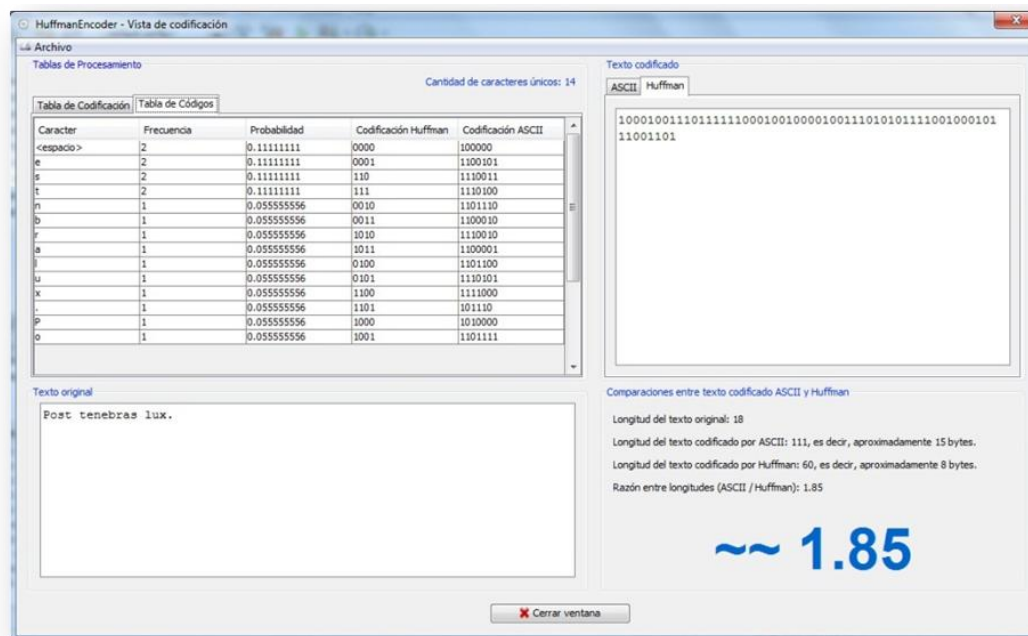 HuffmanEncoder - Vista de codificación
x
Archivo
Tablas de Procesamiento
Cantidad de caracteres únicos: 14
Tabla de Codificación Tabla de Códigos
Caracter Frecuencia Probabilidad Codificación Huffman Codificación ASCII
<espacio> 2 0.11111111 0000 100000
e 2 0.11111111 0001 1100101
s 2 0.11111111 110 1110011
t 2 0.11111111 111 1110100
n 1 0.055555556 0010 1101110
b 1 0.055555556 0011 1100010
r 1 0.055555556 1010 1110010
a 1 0.055555556 1011 1100001
l 1 0.055555556 0100 1101100
u 1 0.055555556 0101 1110101
x 1 0.055555556 1100 1111000
. 1 0.055555556 1101 101110
P 1 0.055555556 1000 1010000
o 1 0.055555556 1001 1101111
Texto codificado
ASCII Huffman
1000100111011111100010010000100111010101111001000101
11001101
Texto original
Post tenebras lux.
Comparaciones entre texto codificado ASCII y Huffman
Longitud del texto original: 18
Longitud del texto codificado por ASCII: 111, es decir, aproximadamente 15 bytes.
Longitud del texto codificado por Huffman: 60, es decir, aproximadamente 8 bytes.
Razón entre longitudes (ASCII / Huffman): 1.85
~~ 1.85
Cerrar ventana